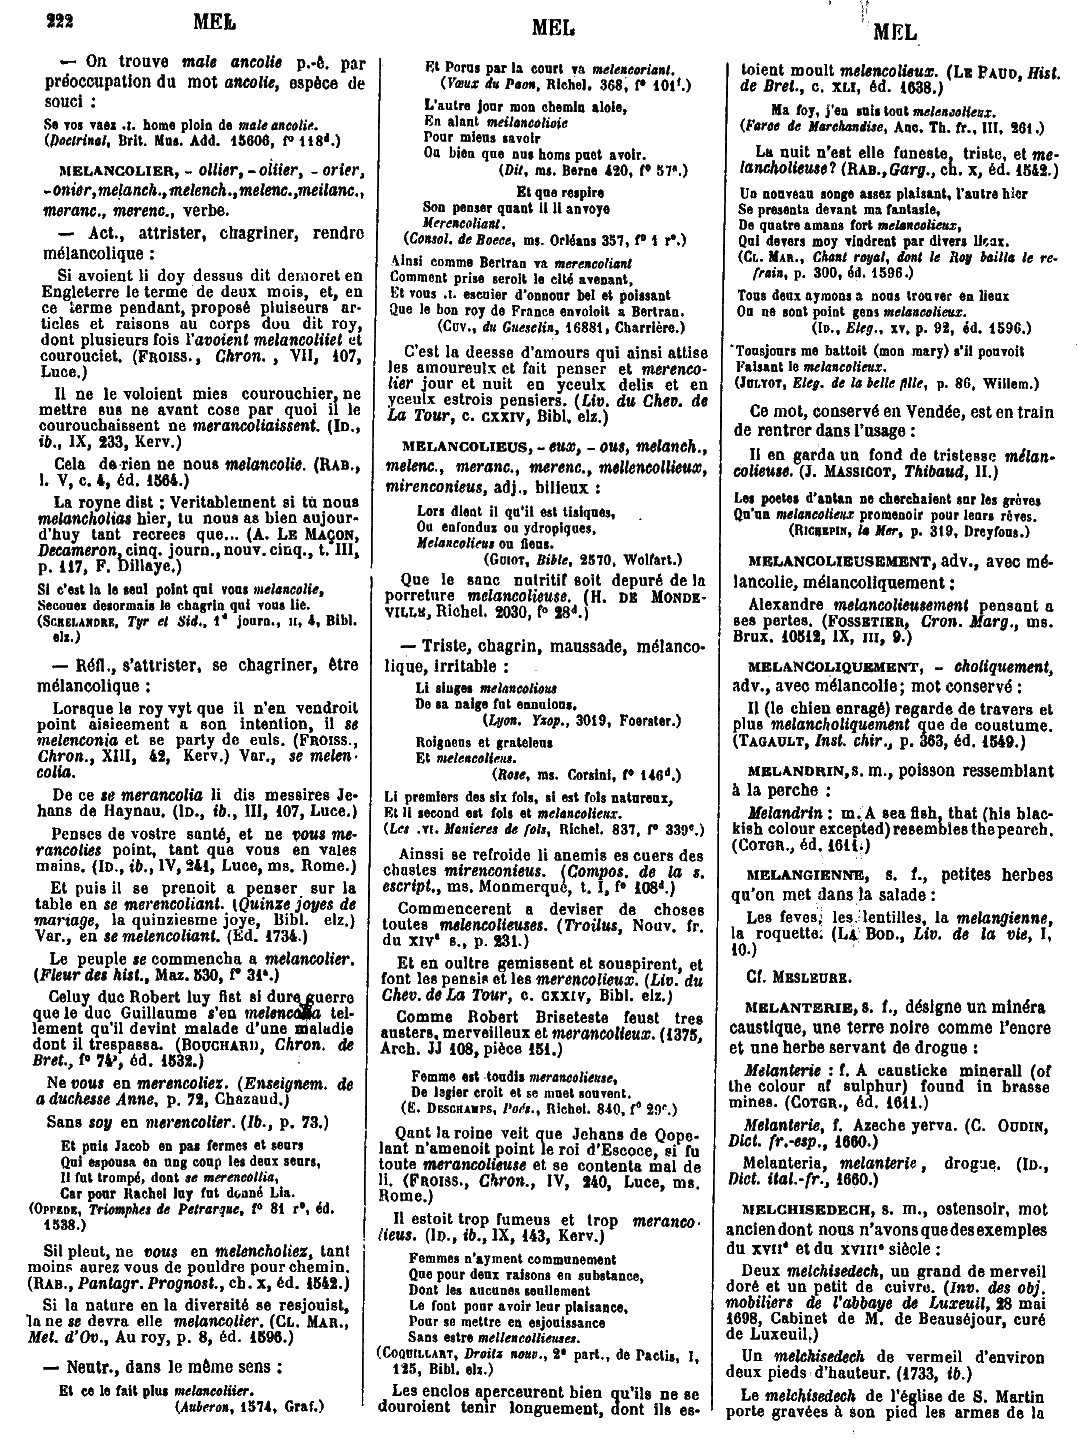 222 MEL
MEL
MEL
— On trouve male ancolie p.-ê. par
préoccupation du mot ancolie, espèce de
souci :
Se vos vaez .I. home plein de male ancolie.
(Doctrinal, Brit. Mus. Add. 15606, f° 118d.)
MELANCOLIER, - ollier, - oliier, - orier,
- onier, melanch., melench., melenc., meilanc.,
meranc., merenc., verbe.
— Act., attrister, chagriner, rendre
mélancolique :
Si avoient li doy dessus dit demoret en
Engleterre le terme de deux mois, et, en
ce terme pendant, proposé pluiseurs ar-
ticles et raisons au corps dou dit roy,
dont plusieurs fois l'avoient melancoliiet et
courouciet. (FROISS., Chron., VII, 107,
Luce.)
Il ne le voloient mies courouchier, ne
mettre sus ne avant cose par quoi il le
courouchaissent ne merancoliaissent. (ID.,
ib., IX, 233, Kerv.)
Cela de rien ne nous melancolie. (RAB.,
l. V, c. 4, éd. 1564.)
La royne dist : Veritablement si tu nous
melancholias hier, tu nous as bien aujour-
d'huy tant recrees que... (A. LE MAÇON,
Decameron, cinq. journ., nouv. cinq., t. III,
p. 117, F. Dillaye.)
Si c'est la le seul point qui vous melancolie,
Secouez desormais le chagrin qui vous lie.
(SCHELANDRE, Tyr et Sid., 1e journ., II, 4, Bibl.
elz.)
— Réfl., s'attrister, se chagriner, être
mélancolique :
Lorsque le roy vyt que il n'en vendroit
point aisieement a son intention, il se
melenconia et se party de euls. (FROISS.,
Chron., XIII, 42, Kerv.) Var., se melen-
colia.
De ce se merancolia li dis messires Je-
hans de Haynau. (ID., ib., III, 107, Luce.)
Penses de vostre santé, et ne vous me-
rancolies point, tant que vous en vales
mains. (ID., ib., IV, 241, Luce, ms. Rome.)
Et puis il se prenoit a penser sur la
table en se merencoliant. (Quinze joyes de
mariage, la quinziesme joye, Bibl. elz.)
Var., en se melencoliant. (Ed. 1734.)
Le peuple se commencha a melancolier.
(Fleur des hist., Maz. 530, f° 31a.)
Celuy duc Robert luy fist si dure guerre
que le duc Guillaume s'en melencolia tel-
lement qu'il devint malade d'une maladie
dont il trespassa. (BOUCHARD, Chron. de
Bret., f° 74b, éd. 1532.)
Ne vous en merencoliez. (Enseignem. de
a duchesse Anne, p. 72, Chazaud.)
Sans soy en merencolier. (Ib., p. 73.)
Et puis Jacob en pas fermes et seurs
Qui espousa en ung coup les deux seurs,
Il fut trompé, dont se merencollia,
Car pour Rachel luy fut donné Lia.
(OPPEDE, Triomphes de Petrarque, f° 81 r°, éd.
1538.)
S'il pleut, ne vous en melencholiez, tant
moins aurez vous de pouldre pour chemin.
(RAB., Pantagr. Prognost., ch. X, éd. 1542.)
Si la nature en la diversité se resjouist,
la ne se devra elle melancolier. (CL. MAR.,
Met. d'Ov., Au roy, p. 8, éd. 1596.)
— Neutr., dans le même sens :
Et ce le fait plus melancoliier.
(Auberon, 1574, Graf.)
Et Porus par la court va melencoriant.
(Vœux du Paon, Richel. 368, f° 101f.)
L'autre jour mon chemin aloie,
En alant meilancolioie
Pour miens savoir
Ou bien que nus homs puet avoir.
(Dit, ms. Berne 420, f° 57a.)
Et que respire
Son penser quant il li anvoye
Merencoliant.
(Consol. de Boece, ms. Orléans 357, f° 1 r°.)
Ainsi comme Bertran va merencoliant
Comment prise seroit le cité avenant,
Et vous .I. escuier d'onnour bel et poissant
Que le bon roy de France envoloit a Bertran.
(CUV., du Guesclin, 16881, Charrière.)
C'est la deesse d'amours qui ainsi attise
les amoureulx et fait penser et merenco-
lier jour et nuit en yceulx delis et en
yceulx estrois pensiers. (Liv. du Chev. de
La Tour, c. CXXIV, Bibl. elz.)
MELANCOLIEUS, - eux, - ous, melanch.,
melenc., meranc., merenc., mellencollieux,
mirenconieus, adj., bilieux :
Lors dient il qu'il est tisiques,
Ou enfondus ou ydropiques,
Melancolieus ou fieus.
(GUIOT, Bible, 2570, Wolfart.)
Que le sanc nutritif soit depuré de la
porreture melancolieuse. (H. DE MONDE-
VILLE, Richel. 2030, f° 28d.)
— Triste, chagrin, maussade, mélanco-
lique, irritable :
Li singes melancolious
De sa naige fut ennuious.
(Lyon. Yzop., 3019, Foerster.)
Roigneus et grateleus
Et melencolieus.
(Rose, ms. Corsini, f° 146d.)
Li premiers des six fols, si est fols natureux,
Et li second est fols et melancolieux.
(Les .VI. Manieres de fols, Richel. 837, f° 339c.)
Ainssi se refroide li anemis es cuers des
chastes mirenconieus. (Compos. de la s.
escript., ms. Monmerqué, t. I, f° 108d.)
Commencerent a deviser de choses
toutes melencolieuses. (Troilus, Nouv. fr.
du XIVe s., p. 231.)
Et en oultre gemissent et souspirent, et
font les pensis et les merencolieux. (Liv. du
Chev. de La Tour, c. CXXIV, Bibl. elz.)
Comme Robert Briseteste feust tres
austers, merveilleux et merancolieux. (1375,
Arch. JJ 108, pièce 151.)
Femme est toudis merancolieuse,
De legier croit et se muet souvent.
(E. DESCHAMPS, Poés., Richel. 840, f° 29c.)
Qant la roine veit que Jehans de Qope-
lant n'amenoit point le roi d'Escoce, si fu
toute merancolieuse et se contenta mal de
li. (FROISS., Chron., IV, 240, Luce, ms.
Rome.)
Il estoit trop fumeus et trop meranco-
lieus. (ID., ib., IX, 143, Kerv.)
Femmes n'ayment communement
Que pour deux raisons en substance,
Dont les aucunes seullement
Le font pour avoir leur plaisance,
Pour se mettre en esjouissance
Sans estre mellencollieuses.
(COQUILLART, Droitz nouv., 2e part., de Pactis, I,
125, Bibl. elz.)
Les enclos aperceurent bien qu'ils ne se
douroient tenir longuement, dont ils es-
toient moult melencolieux. (LE BAUD, Hist.
de Bret., c. XLI, éd. 1638.)
Ma foy, j'en suis tout melencolieux.
(Farce de Marchandise, Anc. Th. fr., III, 261.)
La nuit n'est elle funeste, triste, et me-
lancholieuse? (RAB., Garg., ch. X, éd. 1542.)
Un nouveau songe assez plaisant, l'autre hier
Se presenta devant ma fantasie,
De quatre amans fort melancolieux,
Qui devers moy vindrent par divers lieux.
(CL. MAR., Chant royal, dont le Roy bailla le re-
frain, p. 300, éd. 1596.)
Tous deux aymons a nous trouver en lieux
Ou ne sont point gens melancolieux.
(ID., Eleg., XV, p. 92, éd. 1596.)
Tousjours me battoit (mon mary) s'il pouvoit
Faisant le melancolieux.
(JULYOT, Eleg. de la belle fille, p. 86, Willem.)
Ce mot, conservé en Vendée, est en train
de rentrer dans l'usage :
Il en garda un fond de tristesse mélan-
colieuse. (J. MASSICOT, Thibaud, II.)
Les poetes d'antan ne cherchaient sur les grèves
Qu'un melancolieux promenoir pour leurs rêves.
(RICHEPIN, la Mer, p. 319, Dreyfous.)
MELANCOLIEUSEMENT, adv., avec mé-
lancolie, mélancoliquement :
Alexandre melancolieusement pensant a
ses pertes. (FOSSETIER, Cron. Marg., ms.
Brux. 10512, IX, III, 9.)
MELANCOLIQUEMENT, - choliquement,
adv., avec mélancolie; mot conservé :
Il (le chien enragé) regarde de travers et
plus melancholiquement que de coustume.
(TAGAULT, Inst. chir., p. 363, éd. 1549.)
MELANDRIN, s. m., poisson ressemblant
à la perche :
Melandrin : m. A sea fish, that (his blac-
kish colour excepted) resembles the pearch.
(COTGR., éd. 1611.)
MELANGIENNE, s. f., petites herbes
qu'on met dans la salade :
Les feves, les lentilles, la melangienne,
la roquette. (LA BOD., Liv. de la vie, I,
10.)
Cf. MESLEURE.
MELANTERIE, s. f., désigne un minéra
caustique, une terre noire comme l'encre
et une herbe servant de drogue :
Melanterie : f. A causticke minerall (of
the colour of sulphur) found in brasse
mines. (COTGR., éd. 1611.)
Melanterie, f. Azeche yerva. (C. OUDIN,
Dict. fr.-esp., 1660.)
Melanteria, melanterie, drogue. (ID.,
Dict. ital.-fr., 1660.)
MELCHISEDECH, s. m., ostensoir, mot
ancien dont nous n'avons que des exemples
du XVIIe et du XVIIIe siècle :
Deux melchisedech, un grand de merveil
doré et un petit de cuivre. (Inv. des obj.
mobiliers de l'abbaye de Luxeuil, 28 mai
1698, Cabinet de M. de Beauséjour, curé
de Luxeuil.)
Un melchisedech de vermeil d'environ
deux pieds d'hauteur. (1733, ib.)
Le melchisedech de l'église de S. Martin
porte gravées à son pied les armes de la